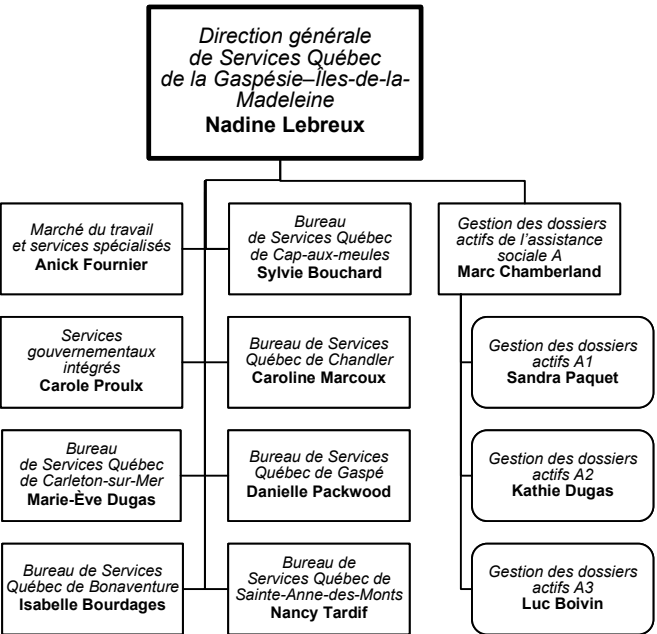 Direction générale
de Services Québec
de la Gaspésie–Îles-de-la-
Madeleine
Nadine Lebreux
Marché du travail
et services spécialisés
Anick Fournier
Bureau
de Services Québec
de Cap-aux-meules
Sylvie Bouchard
Gestion des dossiers
actifs de l’assistance
sociale A
Marc Chamberland
Services
gouvernementaux
intégrés
Carole Proulx
Bureau de Services
Québec de Chandler
Caroline Marcoux
Gestion des dossiers
actifs A1
Sandra Paquet
Bureau
de Services Québec
de Carleton-sur-Mer
Marie-Ève Dugas
Bureau de Services
Québec de Gaspé
Danielle Packwood
Gestion des dossiers
actifs A2
Kathie Dugas
Bureau de Services
Québec de Bonaventure
Isabelle Bourdages
Bureau de
Services Québec de
Sainte-Anne-des-Monts
Nancy Tardif
Gestion des dossiers
actifs A3
Luc Boivin